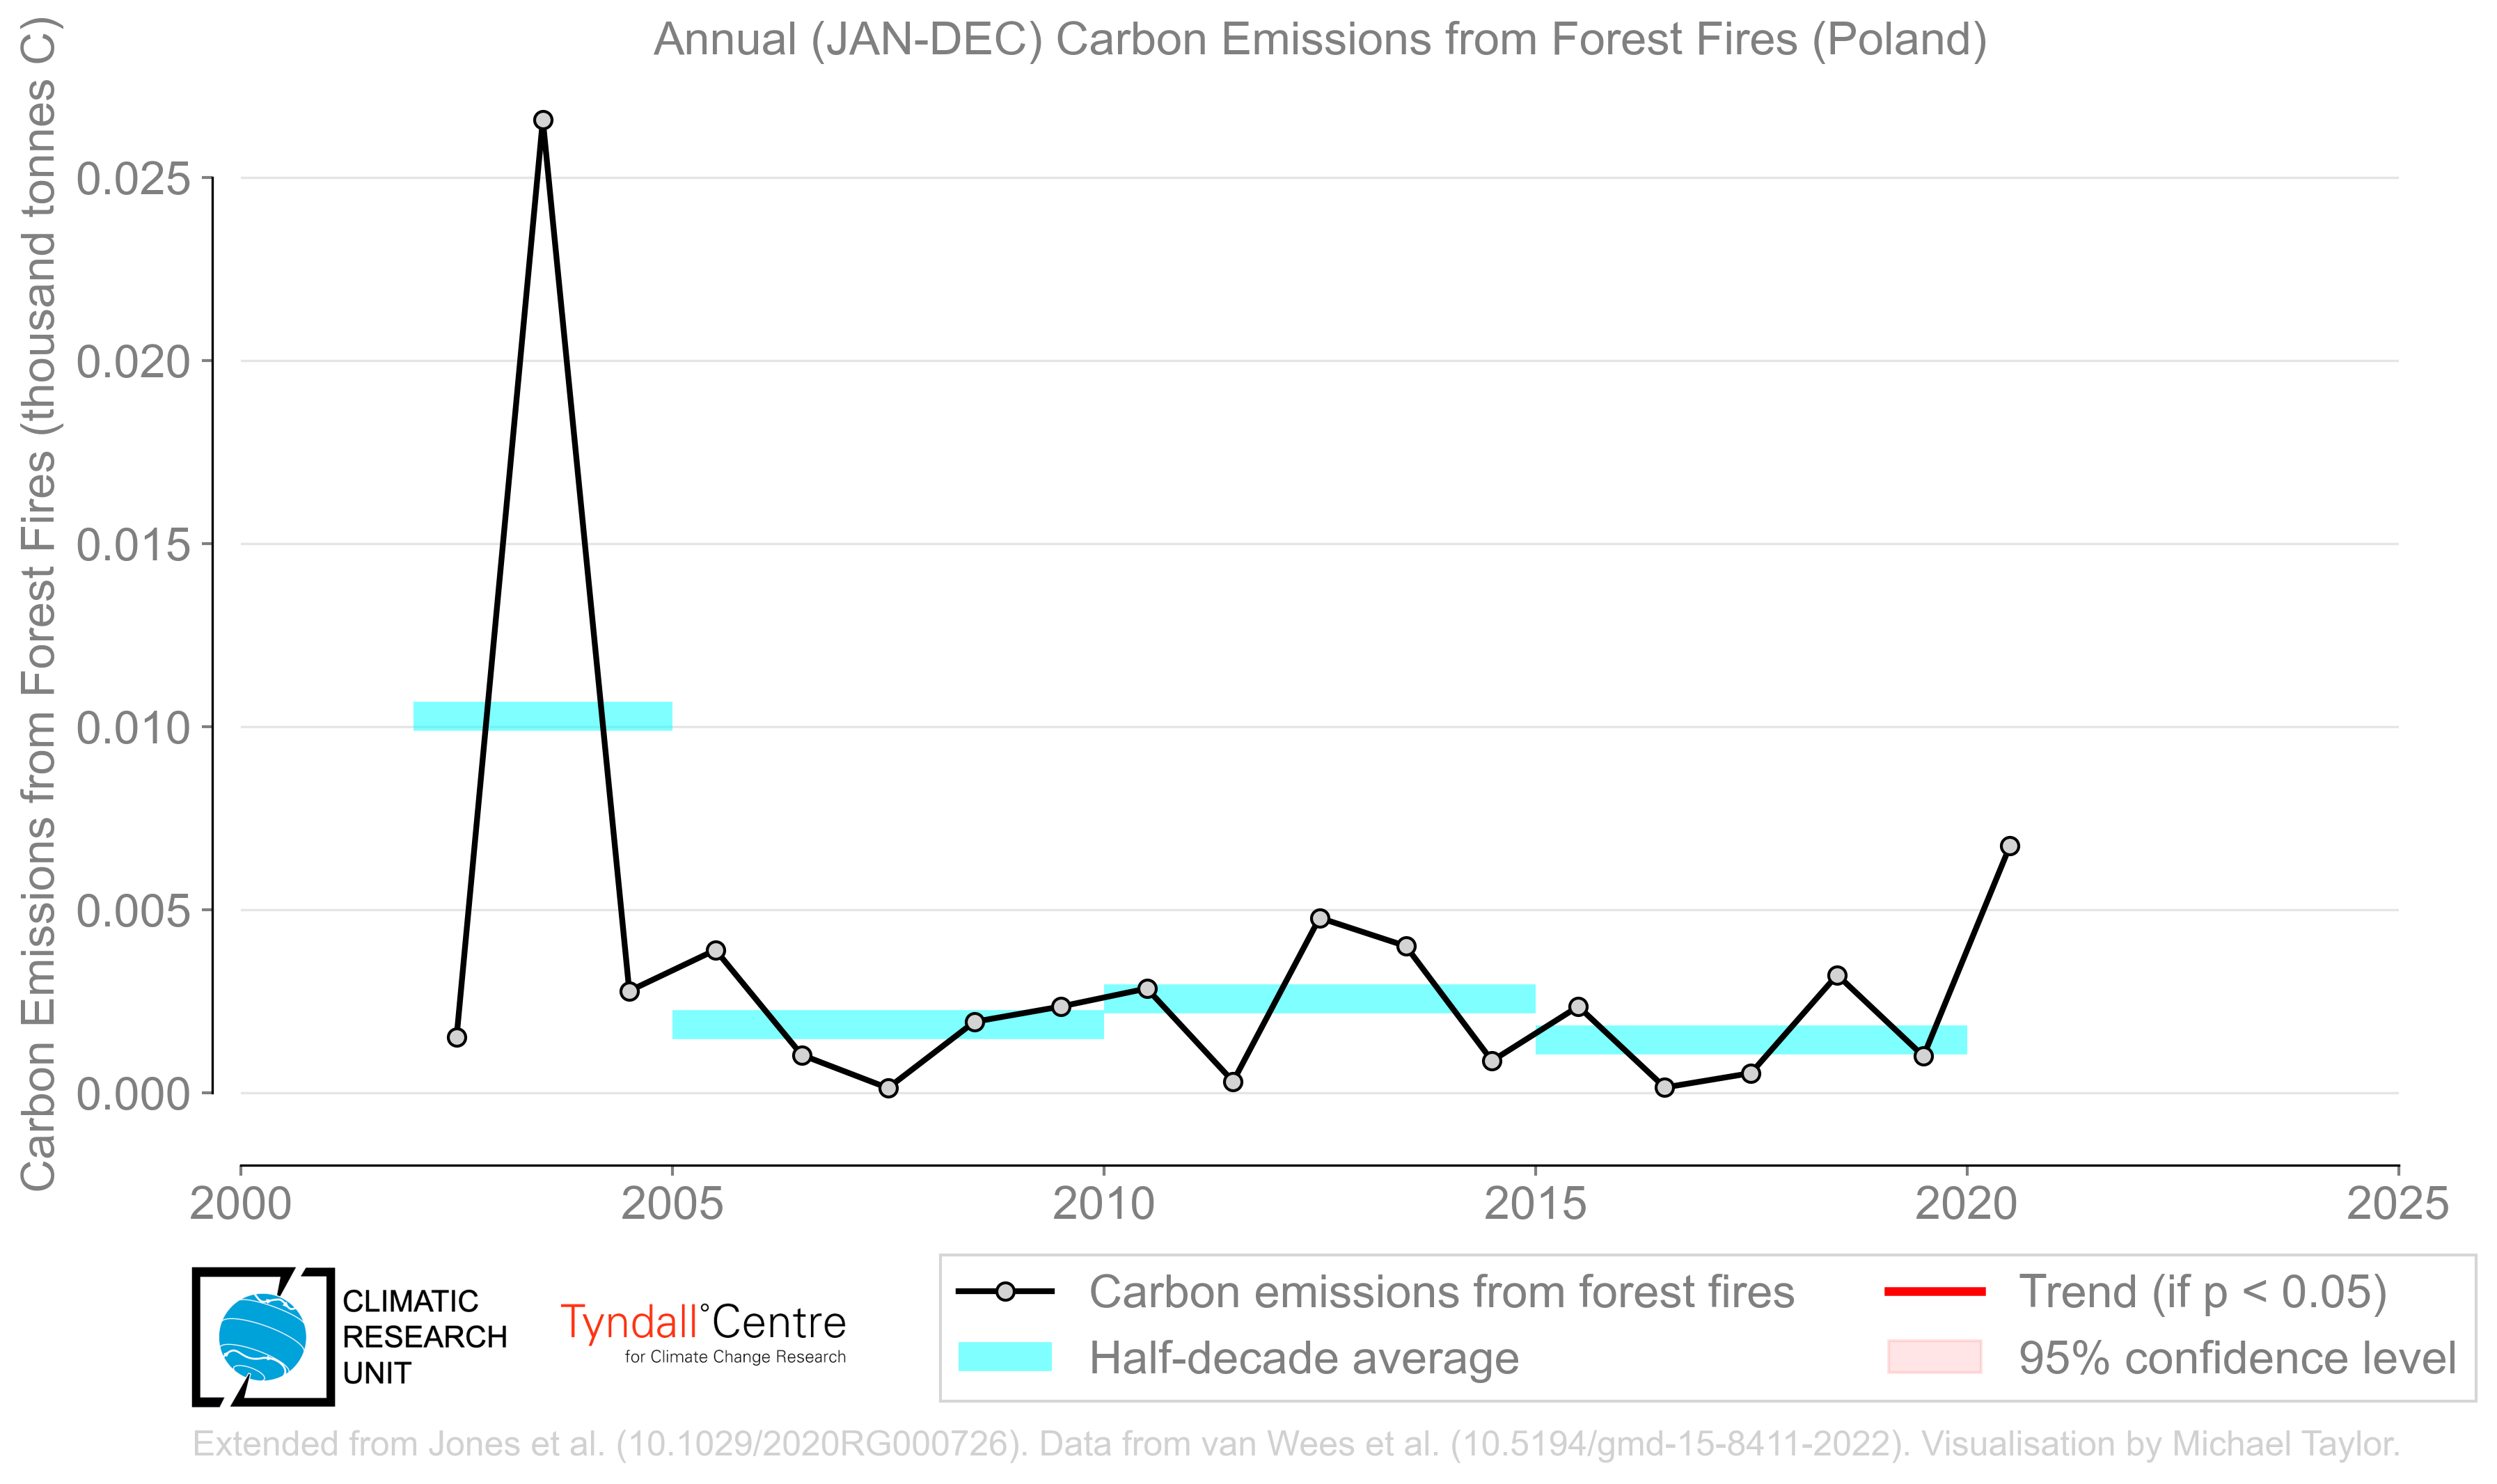 Annual (JAN-DEC) Carbon Emissions from Forest Fires (Poland)
Carbon Emissions from Forest Fires (thousand tonnes C)
0.025
0.020
0.015
0.010
0.005
0.000
2000
2005
2010
2015
2020
2025
CLIMATIC
RESEARCH
UNIT
Tyndall°Centre
for Climate Change Research
Carbon emissions from forest fires
Half-decade average
Trend (if p < 0.05)
95% confidence level
Extended from Jones et al. (10.1029/2020RG000726). Data from van Wees et al. (10.5194/gmd-15-8411-2022). Visualisation by Michael Taylor.